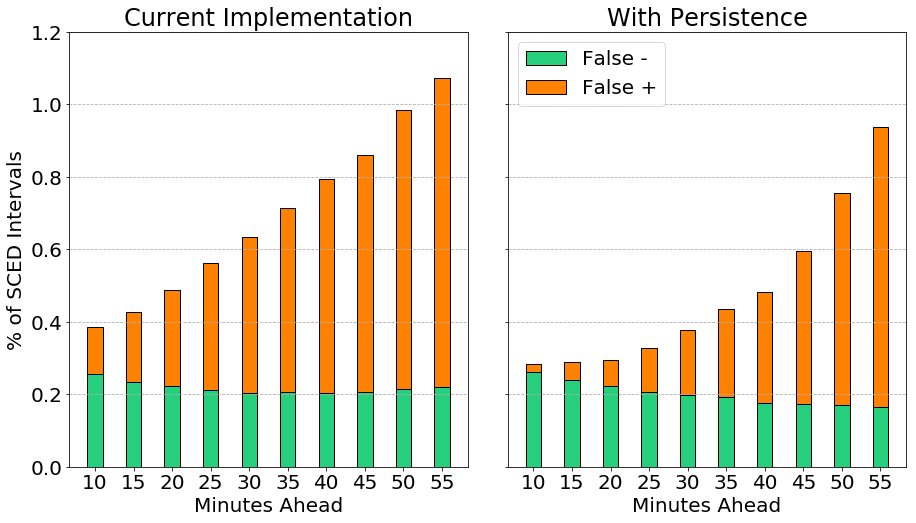 Current Implementation
With Persistence
% of SCED Intervals
1.2
1.0
0.8
0.6
0.4
0.2
0.0
False -
False +
10 15 20 25 30 35 40 45 50 55
10 15 20 25 30 35 40 45 50 55
Minutes Ahead
Minutes Ahead